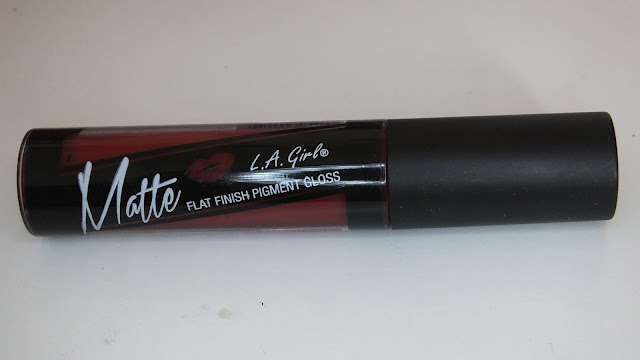 Matte
L.A. Girl®
FLAT FINISH PIGMENT GLOSS